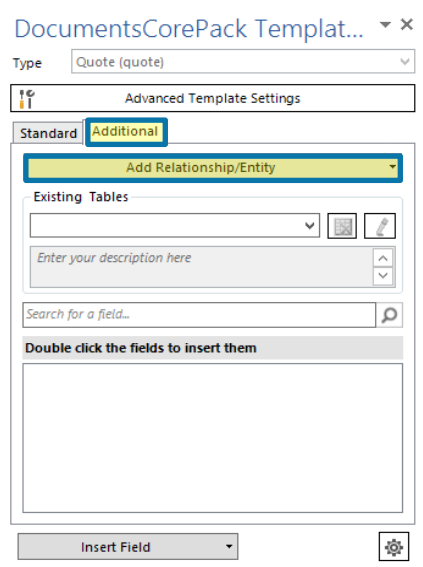 DocumentsCorePack Templat...
Type Quote (quote)
Advanced Template Settings
Standard Additional
Add Relationship/Entity
Existing Tables
Enter your description here
Search for a field...
Double click the fields to insert them
Insert Field